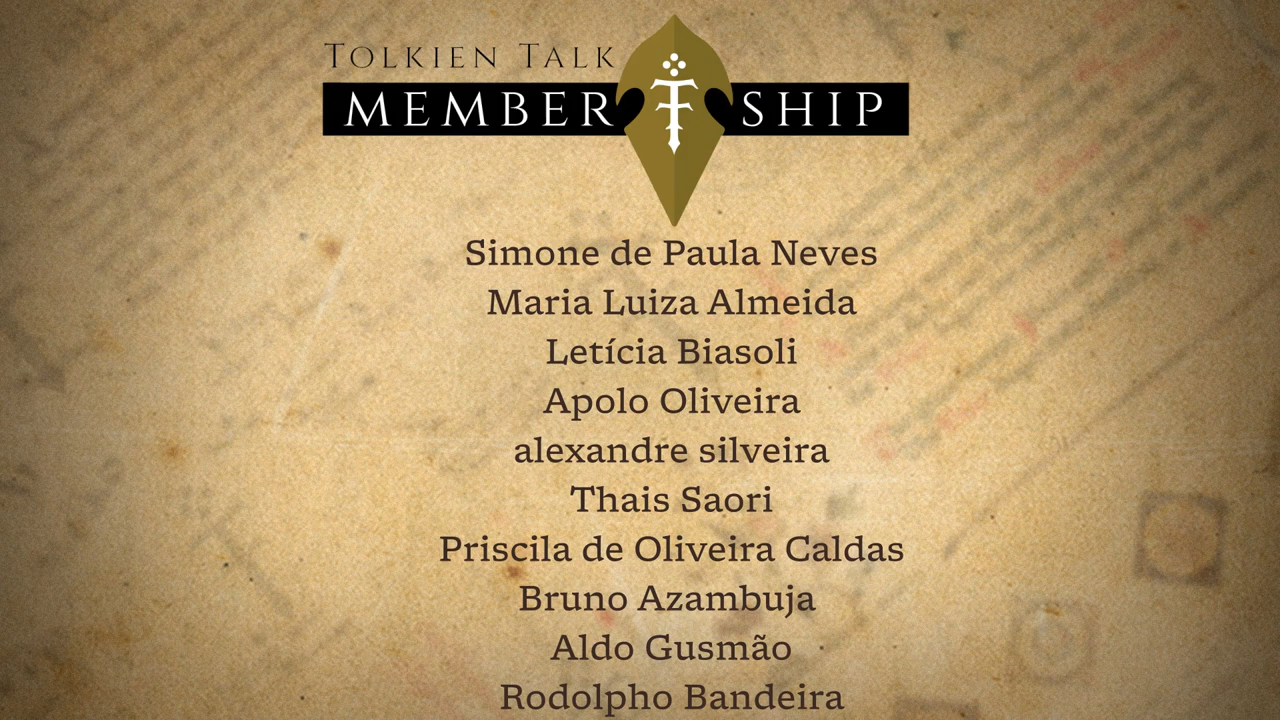 Tolkien Talk
MEMBERSHIP
Simone de Paula Neves
Maria Luiza Almeida
Letícia Biasoli
Apolo Oliveira
alexandre silveira
Thais Saori
Priscila de Oliveira Caldas
Bruno Azambuja
Aldo Gusmão
Rodolpho Bandeira